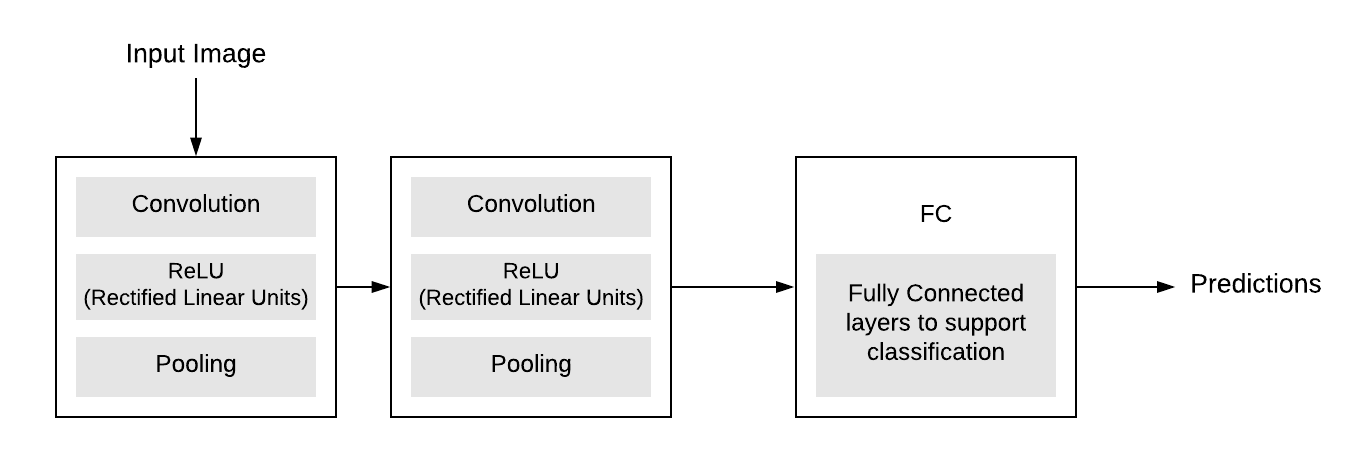 Input Image
Convolution
ReLU
(Rectified Linear Units)
Pooling
Convolution
ReLU
(Rectified Linear Units)
Pooling
FC
Fully Connected
layers to support
classification
Predictions